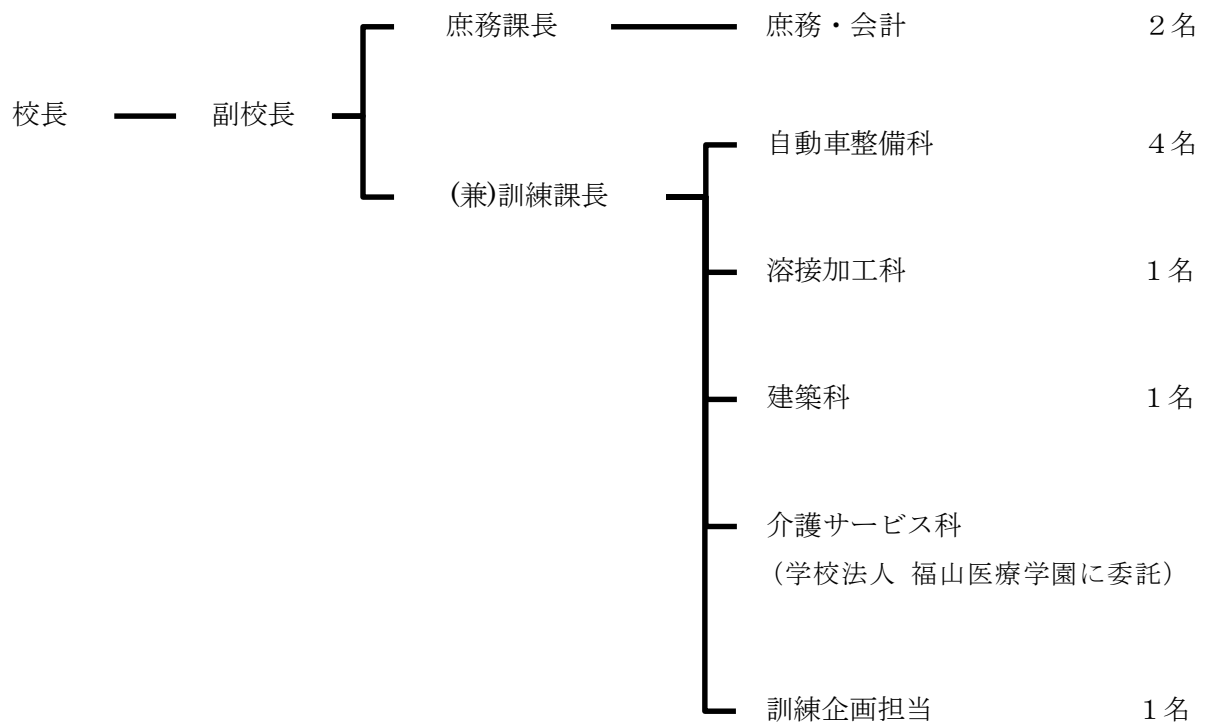 庶務課長 庶務・会計 2名
校長 副校長
自動車整備科 4名
(兼)訓練課長
溶接加工科 1名
建築科 1名
介護サービス科
（学校法人 福山医療学園に委託）
訓練企画担当 1名